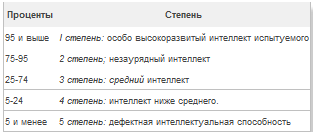 Проценты Степень
95 и выше 1 степень: особо высокоразвитый интеллект испытуемого
75-95 2 степень; незаурядный интеллект
25-74 3 степень: средний интеллект
5-24 4 степень: интеллект ниже среднего.
5 и менее 5 степень: дефектная интеллектуальная способность